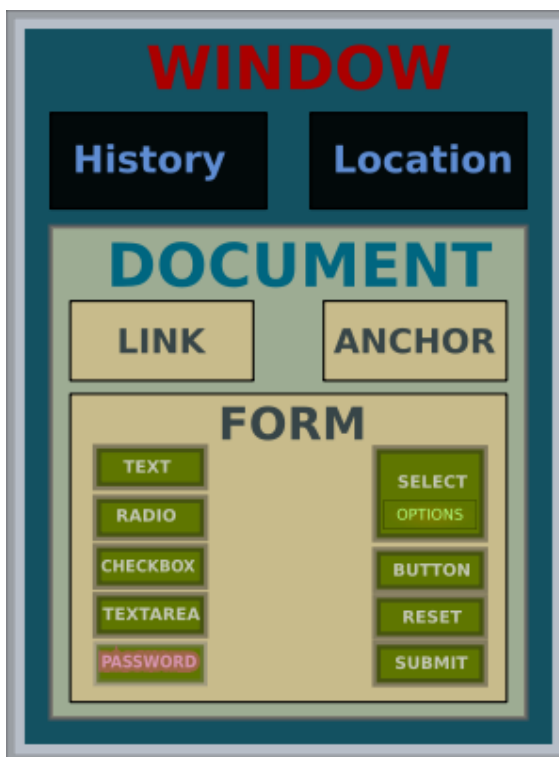 WINDOW
History
Location
DOCUMENT
LINK
ANCHOR
FORM
TEXT
RADIO
CHECKBOX
TEXTAREA
PASSWORD
SELECT
OPTIONS
BUTTON
RESET
SUBMIT